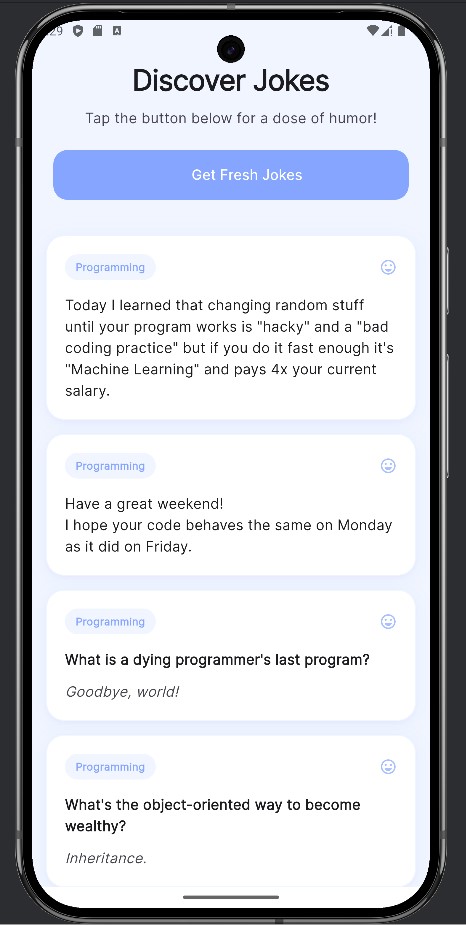 29
Discover Jokes
Tap the button below for a dose of humor!
Get Fresh Jokes
Programming
Today I learned that changing random stuff
until your program works is "hacky" and a "bad
coding practice" but if you do it fast enough it's
"Machine Learning" and pays 4x your current
salary.
Programming
Have a great weekend!
I hope your code behaves the same on Monday
as it did on Friday.
Programming
What is a dying programmer's last program?
Goodbye, world!
Programming
What's the object-oriented way to become
wealthy?
Inheritance.